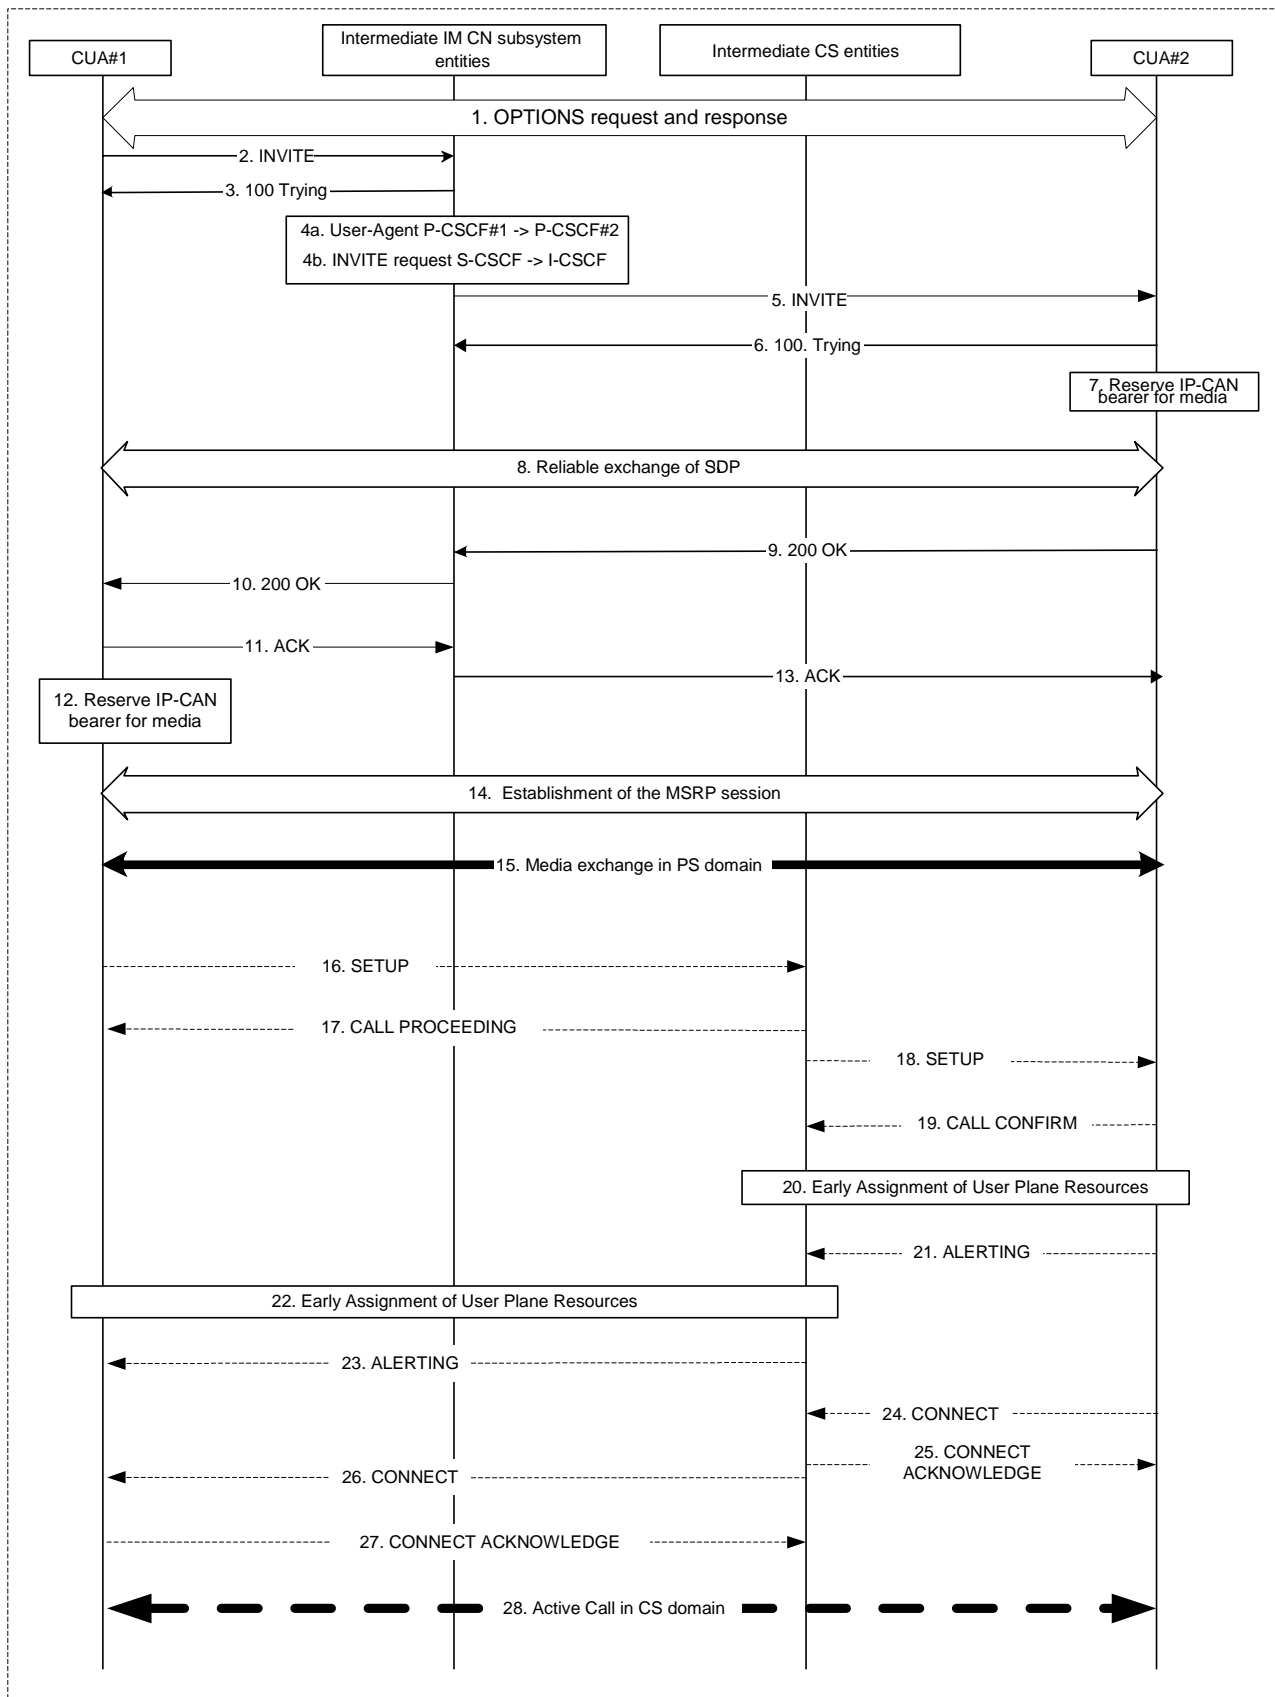 CUA#1
Intermediate IM CN subsystem
entities
Intermediate CS entities
CUA#2
1. OPTIONS request and response
2. INVITE
3. 100 Trying
4a. User-Agent P-CSCF#1 -> P-CSCF#2
4b. INVITE request S-CSCF -> I-CSCF
5. INVITE
6. 100. Trying
7. Reserve IP-CAN
bearer for media
8. Reliable exchange of SDP
9. 200 OK
10. 200 OK
11. ACK
13. ACK
12. Reserve IP-CAN
bearer for media
14. Establishment of the MSRP session
15. Media exchange in PS domain
16. SETUP
17. CALL PROCEEDING
18. SETUP
19. CALL CONFIRM
20. Early Assignment of User Plane Resources
21. ALERTING
22. Early Assignment of User Plane Resources
23. ALERTING
24. CONNECT
25. CONNECT
ACKNOWLEDGE
26. CONNECT
27. CONNECT ACKNOWLEDGE
28. Active Call in CS domain